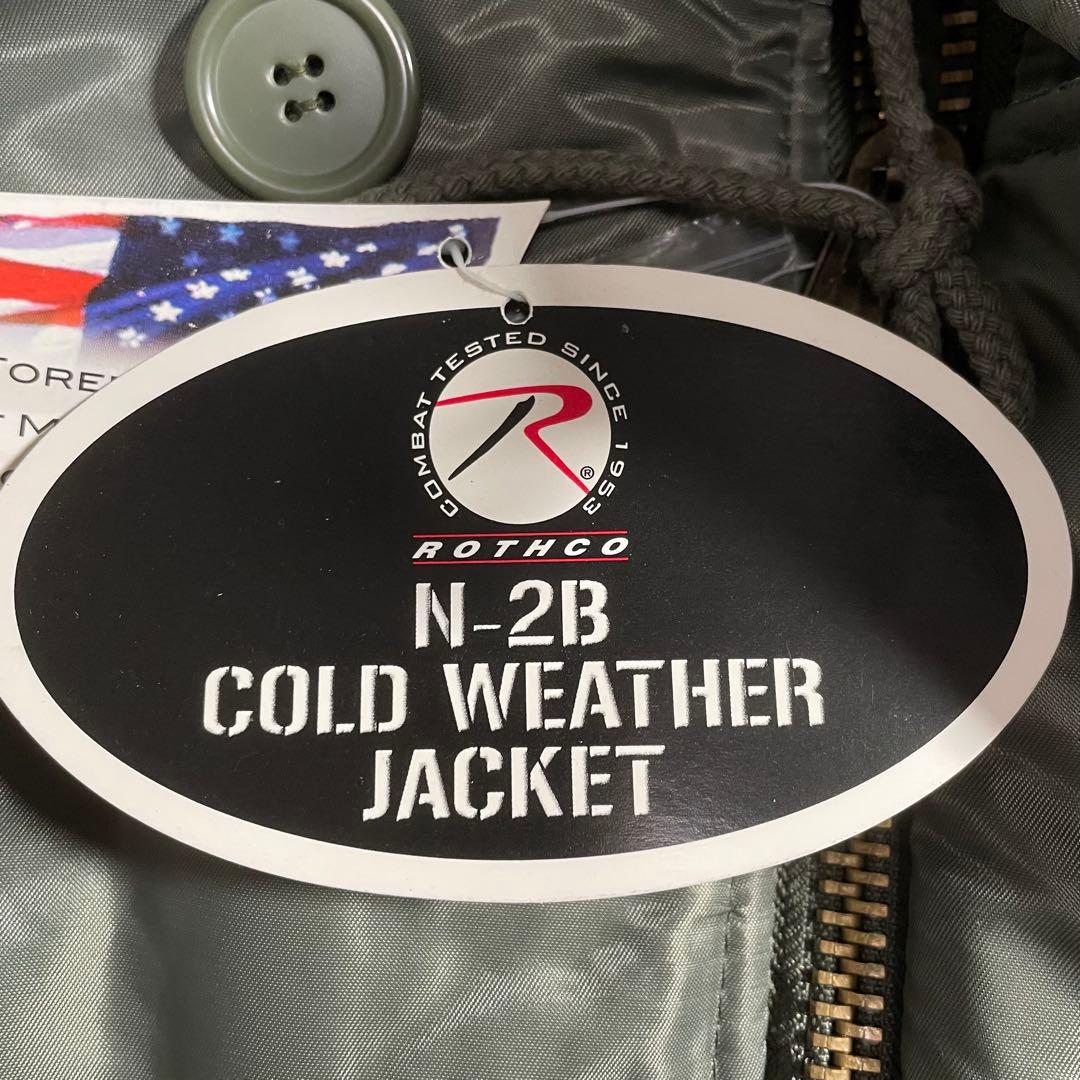 COMBAT TESTED SINCE 1953
R®
ROTHCO
N-2B
COLD WEATHER
JACKET